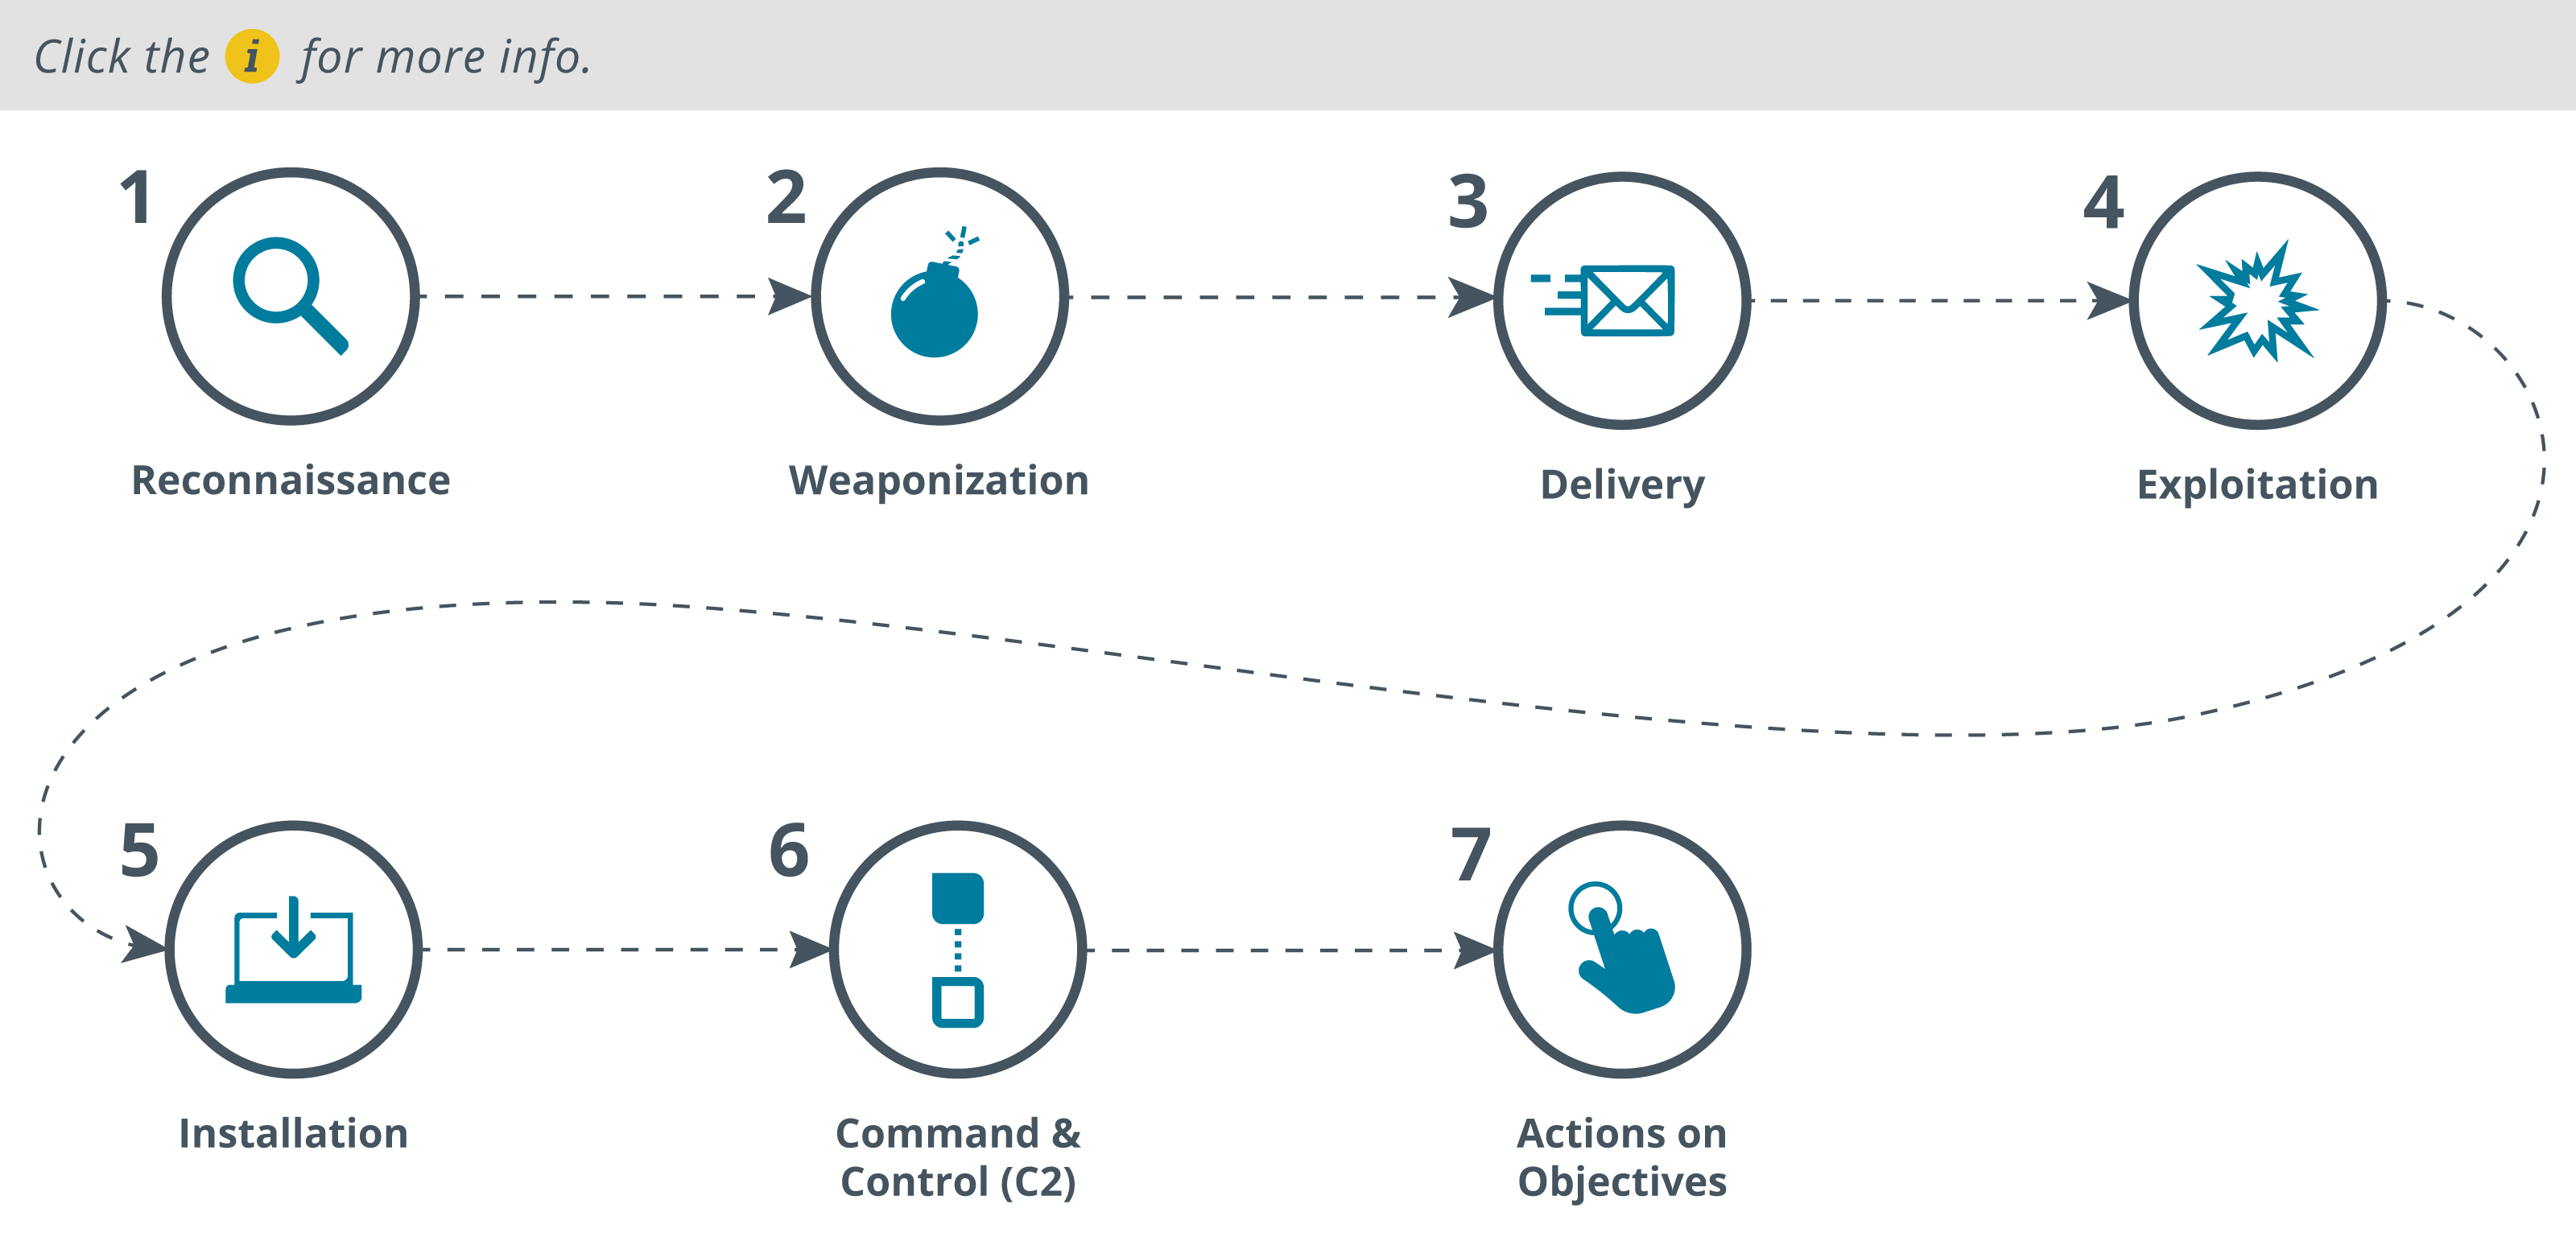 Click the i for more info.
1
2
3
4
Reconnaissance
Weaponization
Delivery
Exploitation
5
6
7
Installation
Command &
Control (C2)
Actions on
Objectives